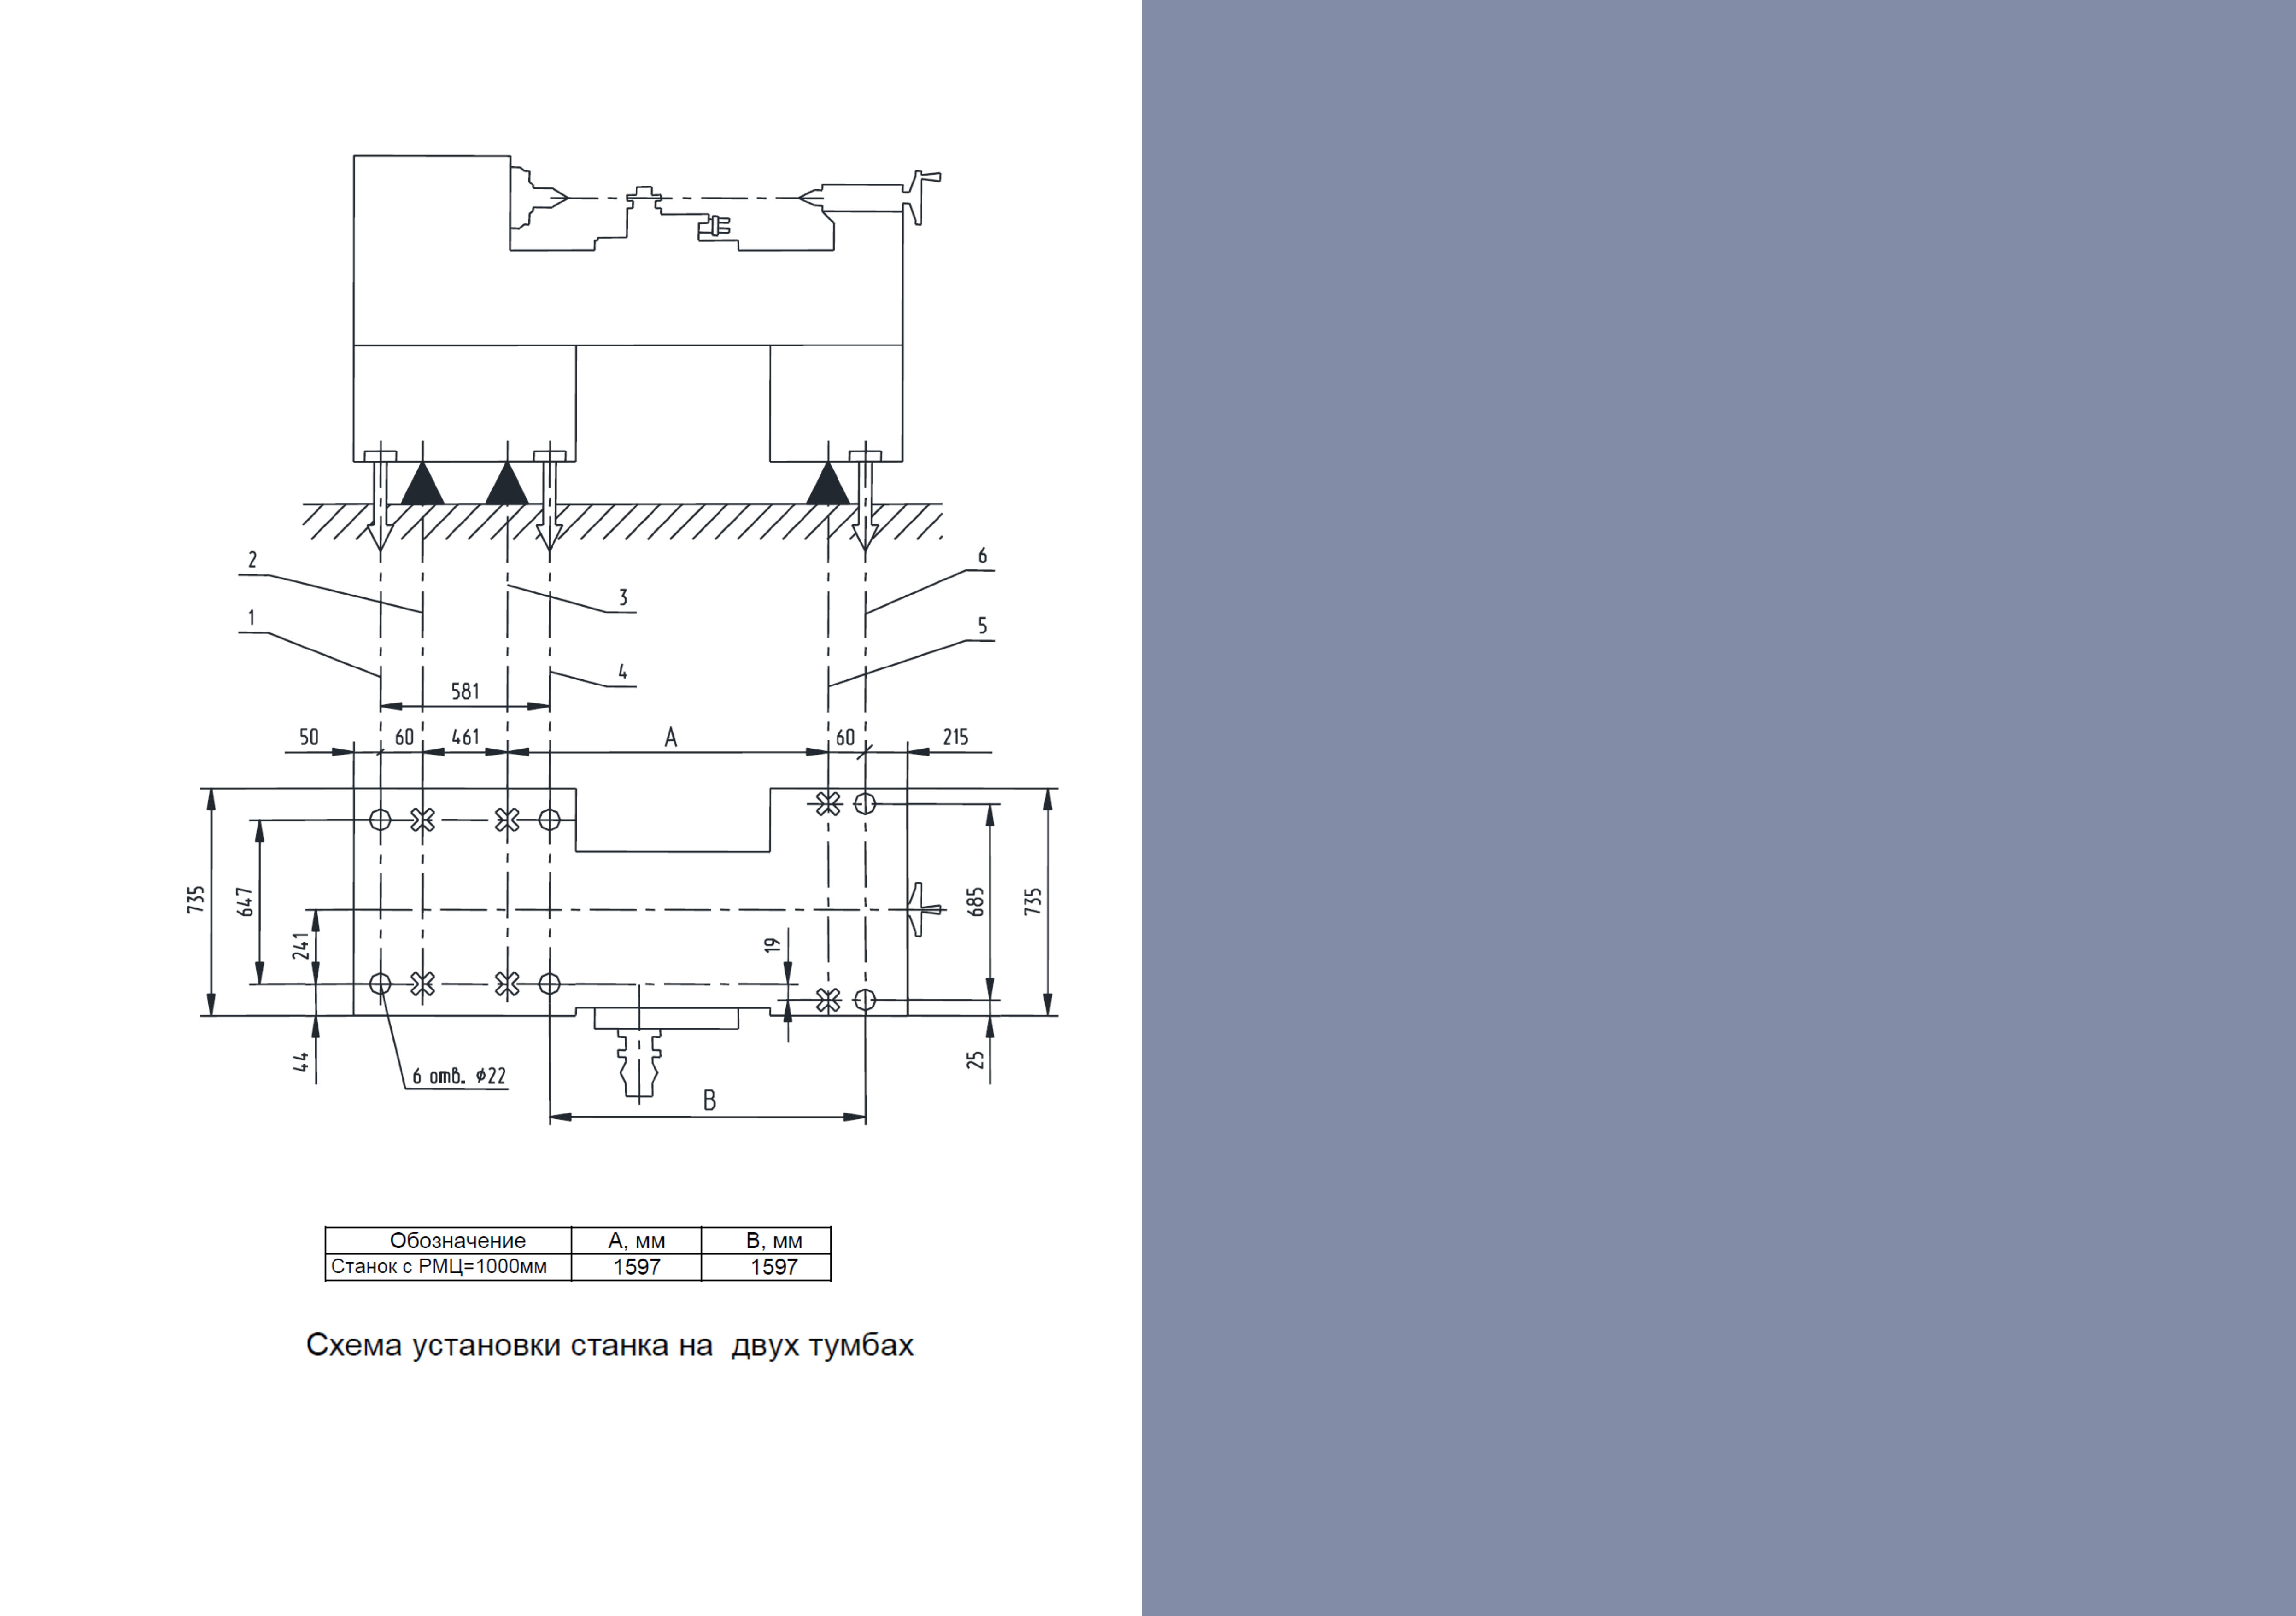 2
6
1
3
5
4
581
50 60 461 A 60 215
735 647 241 19 685 735
44 25
6 отв. ϕ22
B
Обозначение А, мм В, мм
Станок с РМЦ=1000мм 1597 1597
Схема установки станка на двух тумбах